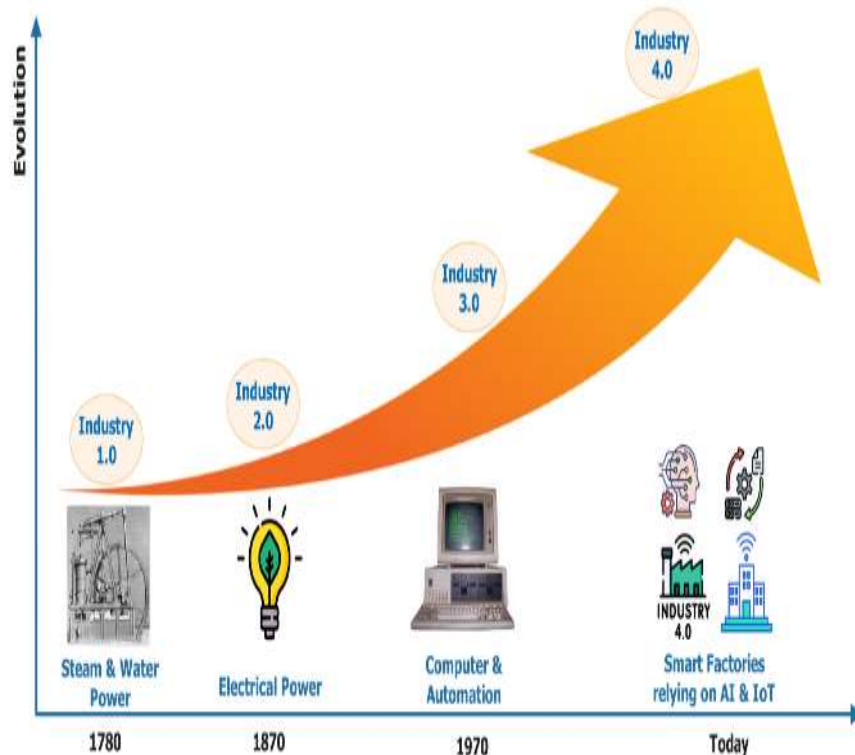 Evolution
Industry
4.0
Industry
3.0
Industry
2.0
Industry
1.0
INDUSTRY
4.0
Steam & Water
Power
Electrical Power
Computer &
Automation
Smart Factories
relying on AI & IoT
1780
1870
1970
Today